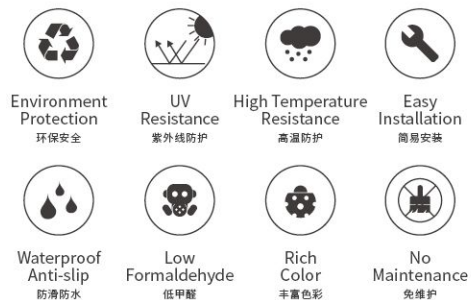 Environment
Protection
环保安全
UV
Resistance
紫外线防护
High Temperature
Resistance
高温防护
Easy
Installation
简易安装
Waterproof
Anti-slip
防滑防水
Low
Formaldehyde
低甲醛
Rich
Color
丰富色彩
No
Maintenance
免维护